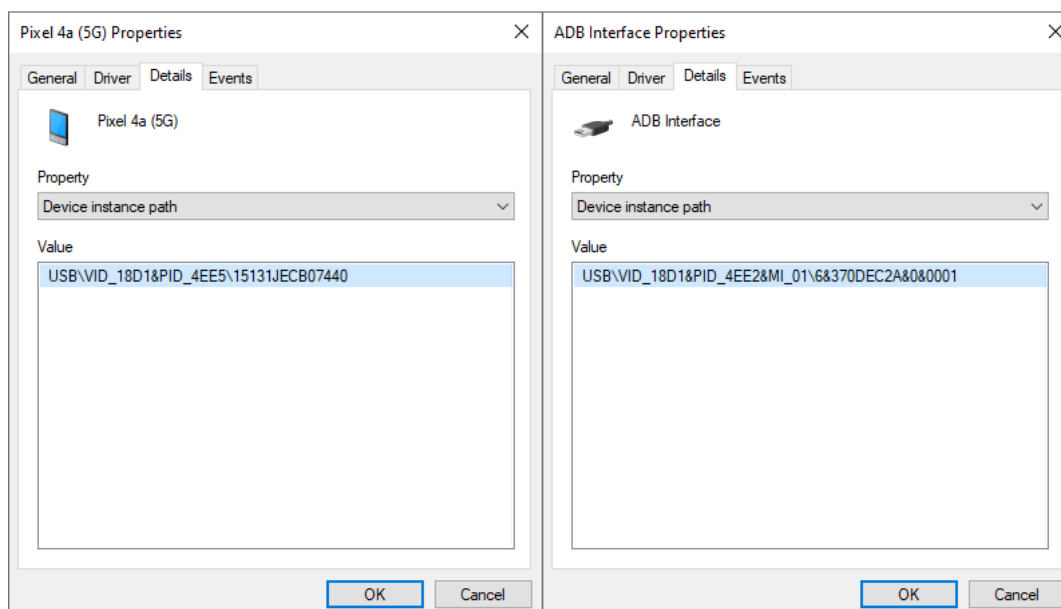 Pixel 4a (5G) Properties
General Driver Details Events
Pixel 4a (5G)
Property
Device instance path
Value
USB\VID_18D1&PID_4EE5\15131JECB07440
OK Cancel
ADB Interface Properties
General Driver Details Events
ADB Interface
Property
Device instance path
Value
USB\VID_18D1&PID_4EE2&MI_01\6&370DEC2A&0&0001
OK Cancel